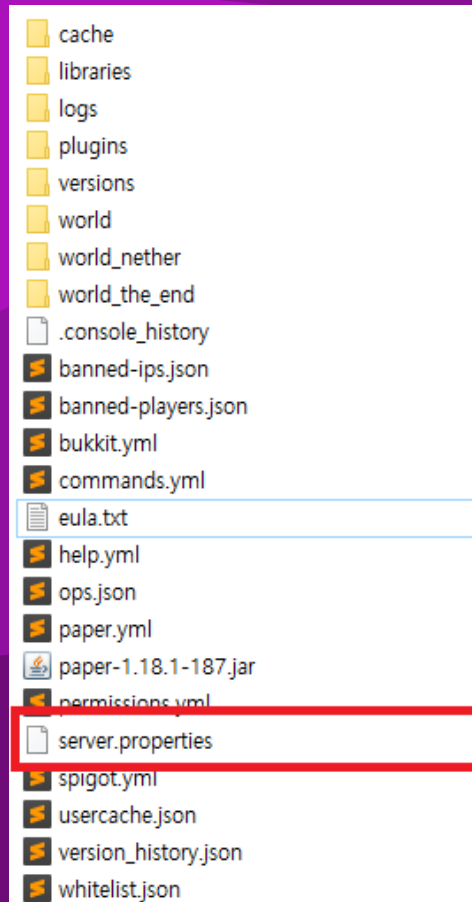 cache
libraries
logs
plugins
versions
world
world_nether
world_the_end
.console_history
banned-ips.json
banned-players.json
bukkit.yml
commands.yml
eula.txt
help.yml
ops.json
paper.yml
paper-1.18.1-187.jar
permissions.yml
server.properties
spigot.yml
usercache.json
version_history.json
whitelist.json